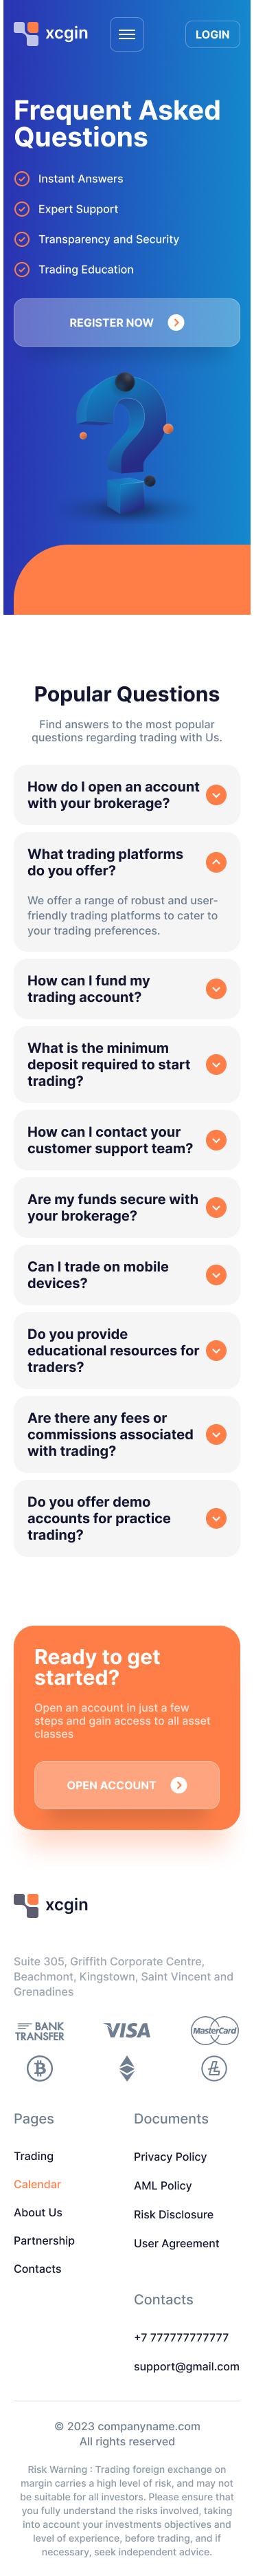 xcgin
LOGIN
Frequent Asked
Questions
Instant Answers
Expert Support
Transparency and Security
Trading Education
REGISTER NOW
Popular Questions
Find answers to the most popular
questions regarding trading with Us.
How do I open an account
with your brokerage?
What trading platforms
do you offer?
We offer a range of robust and user-
friendly trading platforms to cater to
your trading preferences.
How can I fund my
trading account?
What is the minimum
deposit required to start
trading?
How can I contact your
customer support team?
Are my funds secure with
your brokerage?
Can I trade on mobile
devices?
Do you provide
educational resources for
traders?
Are there any fees or
commissions associated
with trading?
Do you offer demo
accounts for practice
trading?
Ready to get
started?
Open an account in just a few
steps and gain access to all asset
classes
OPEN ACCOUNT
xcgin
Suite 305, Griffith Corporate Centre,
Beachmont, Kingstown, Saint Vincent and
Grenadines
BANK
TRANSFER
VISA
MasterCard
Pages
Trading
Calendar
About Us
Partnership
Contacts
Documents
Privacy Policy
AML Policy
Risk Disclosure
User Agreement
Contacts
+7 777777777777
support@gmail.com
© 2023 companyname.com
All rights reserved
Risk Warning : Trading foreign exchange on
margin carries a high level of risk, and may not
be suitable for all investors. Please ensure that
you fully understand the risks involved, taking
into account your investments objectives and
level of experience, before trading, and if
necessary, seek independent advice.